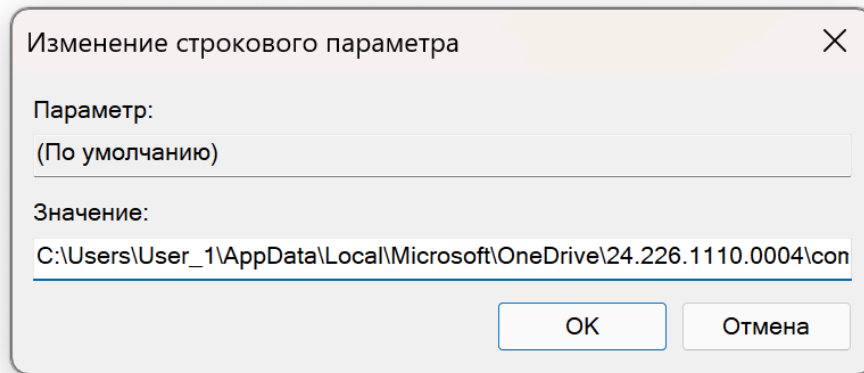 Изменение строкового параметра
Параметр:
(По умолчанию)
Значение:
C:\Users\User_1\AppData\Local\Microsoft\OneDrive\24.226.1110.0004\com
OK
Отмена